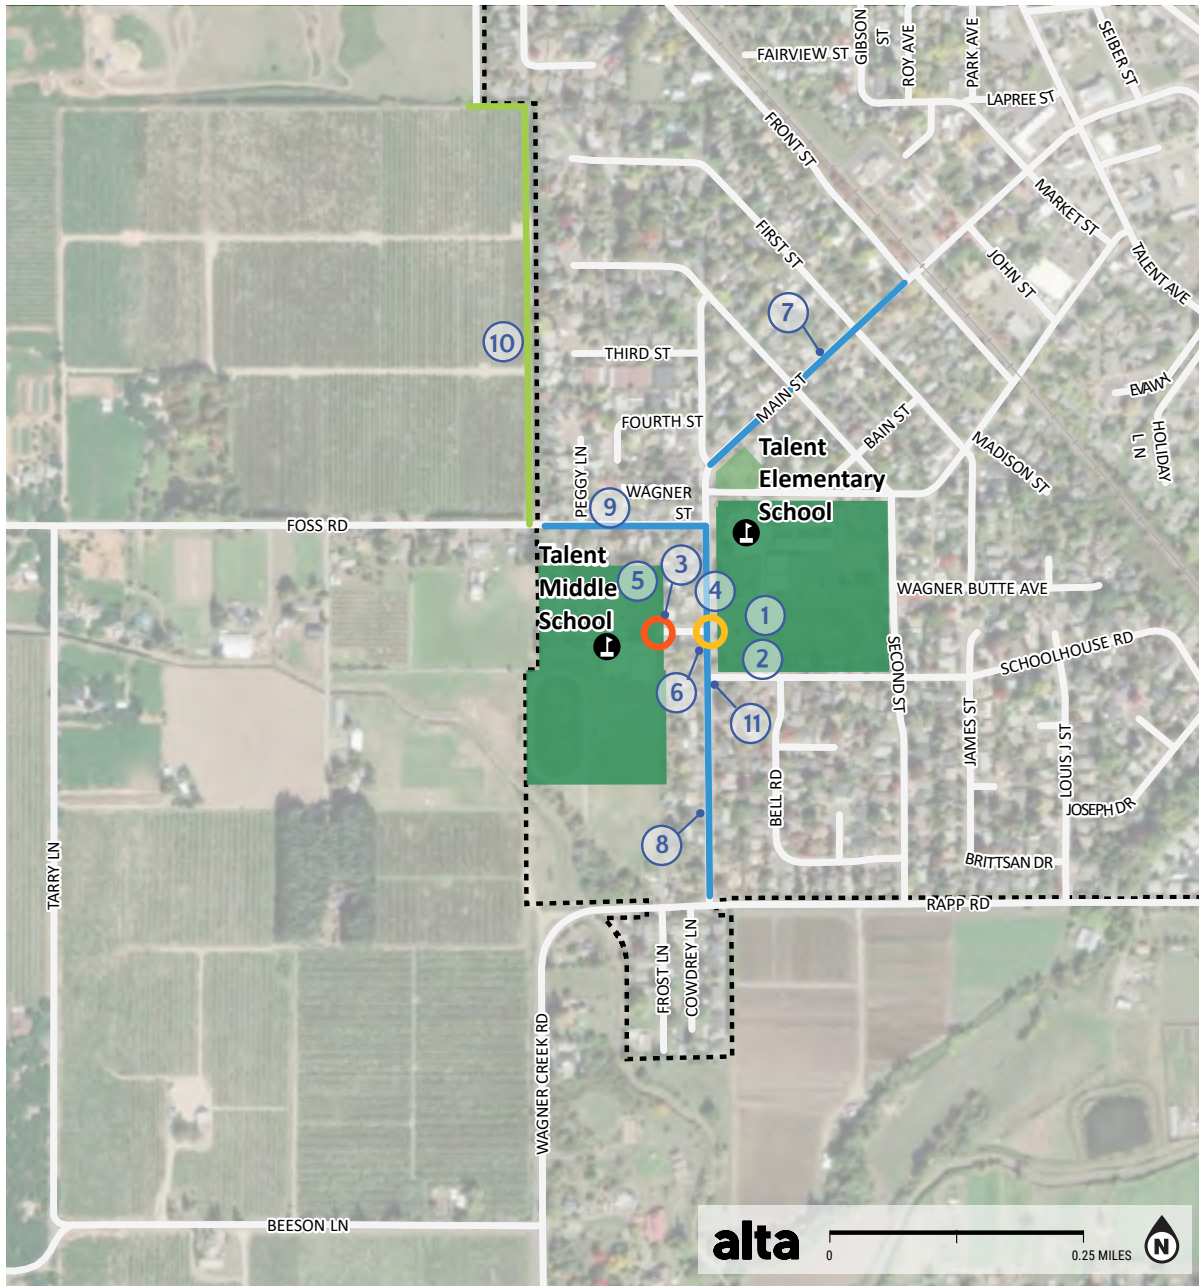 FAIRVIEW ST
GIBSON
ST
ROY AVE
PARK AVE
SEIBER ST
LAPREE ST
FRONT ST
MARKET ST
FIRST ST
JOHN ST
TALENT AVE
7
10
THIRD ST
MAIN ST
EVA WY
FOURTH ST
BAIN ST
HOLIDAY
LN
MADISON ST
PEGGY LN
Talent
Elementary
School
WAGNER
ST
9
FOSS RD
Talent
Middle
School
5
3
4
1
2
WAGNER BUTTE AVE
SCHOOLHOUSE RD
SECOND ST
6
11
JAMES ST
LOUIS J ST
BELL RD
JOSEPH DR
8
BRITTSAN DR
TARRY LN
RAPP RD
FROST LN
COWDREY LN
WAGNER CREEK RD
BEESON LN
alta
0
0.25 MILES
N